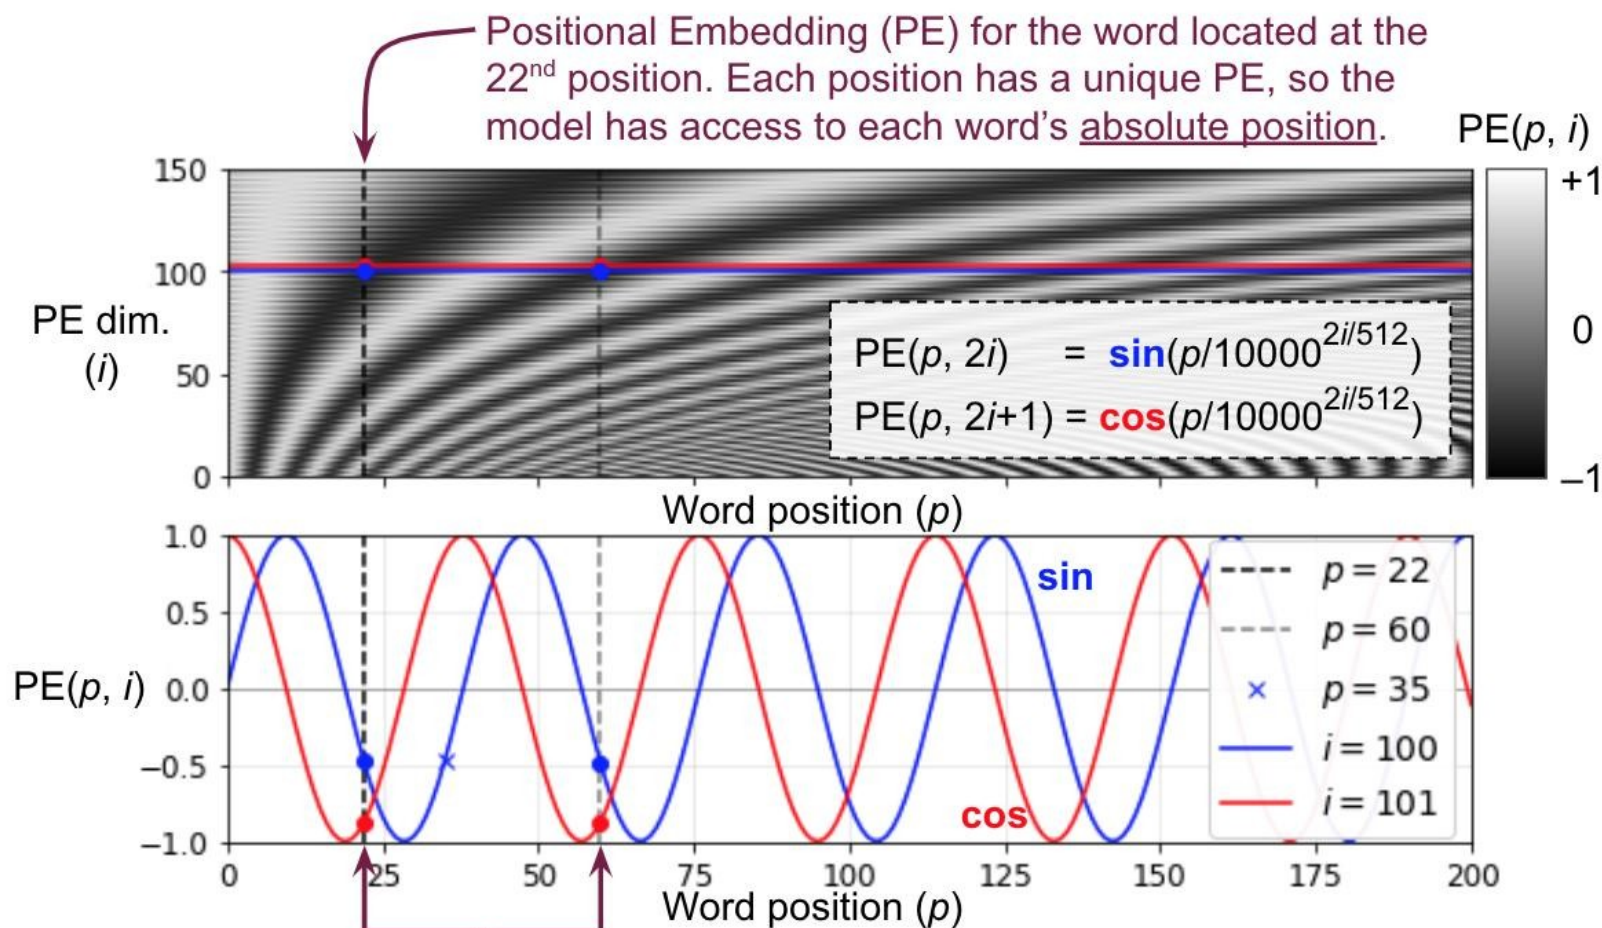 Positional Embedding (PE) for the word located at the
22nd position. Each position has a unique PE, so the
model has access to each word's absolute position.
PE(p, i)
+1
0
–1
150
100
50
0
PE dim.
(i)
PE(p, 2i) = sin(p/10000^2i/512)
PE(p, 2i+1) = cos(p/10000^2i/512)
Word position (p)
1.0
0.5
0.0
−0.5
−1.0
PE(p, i)
sin
cos
p = 22
p = 60
p = 35
i = 100
i = 101
0 25 50 75 100 125 150 175 200
Word position (p)